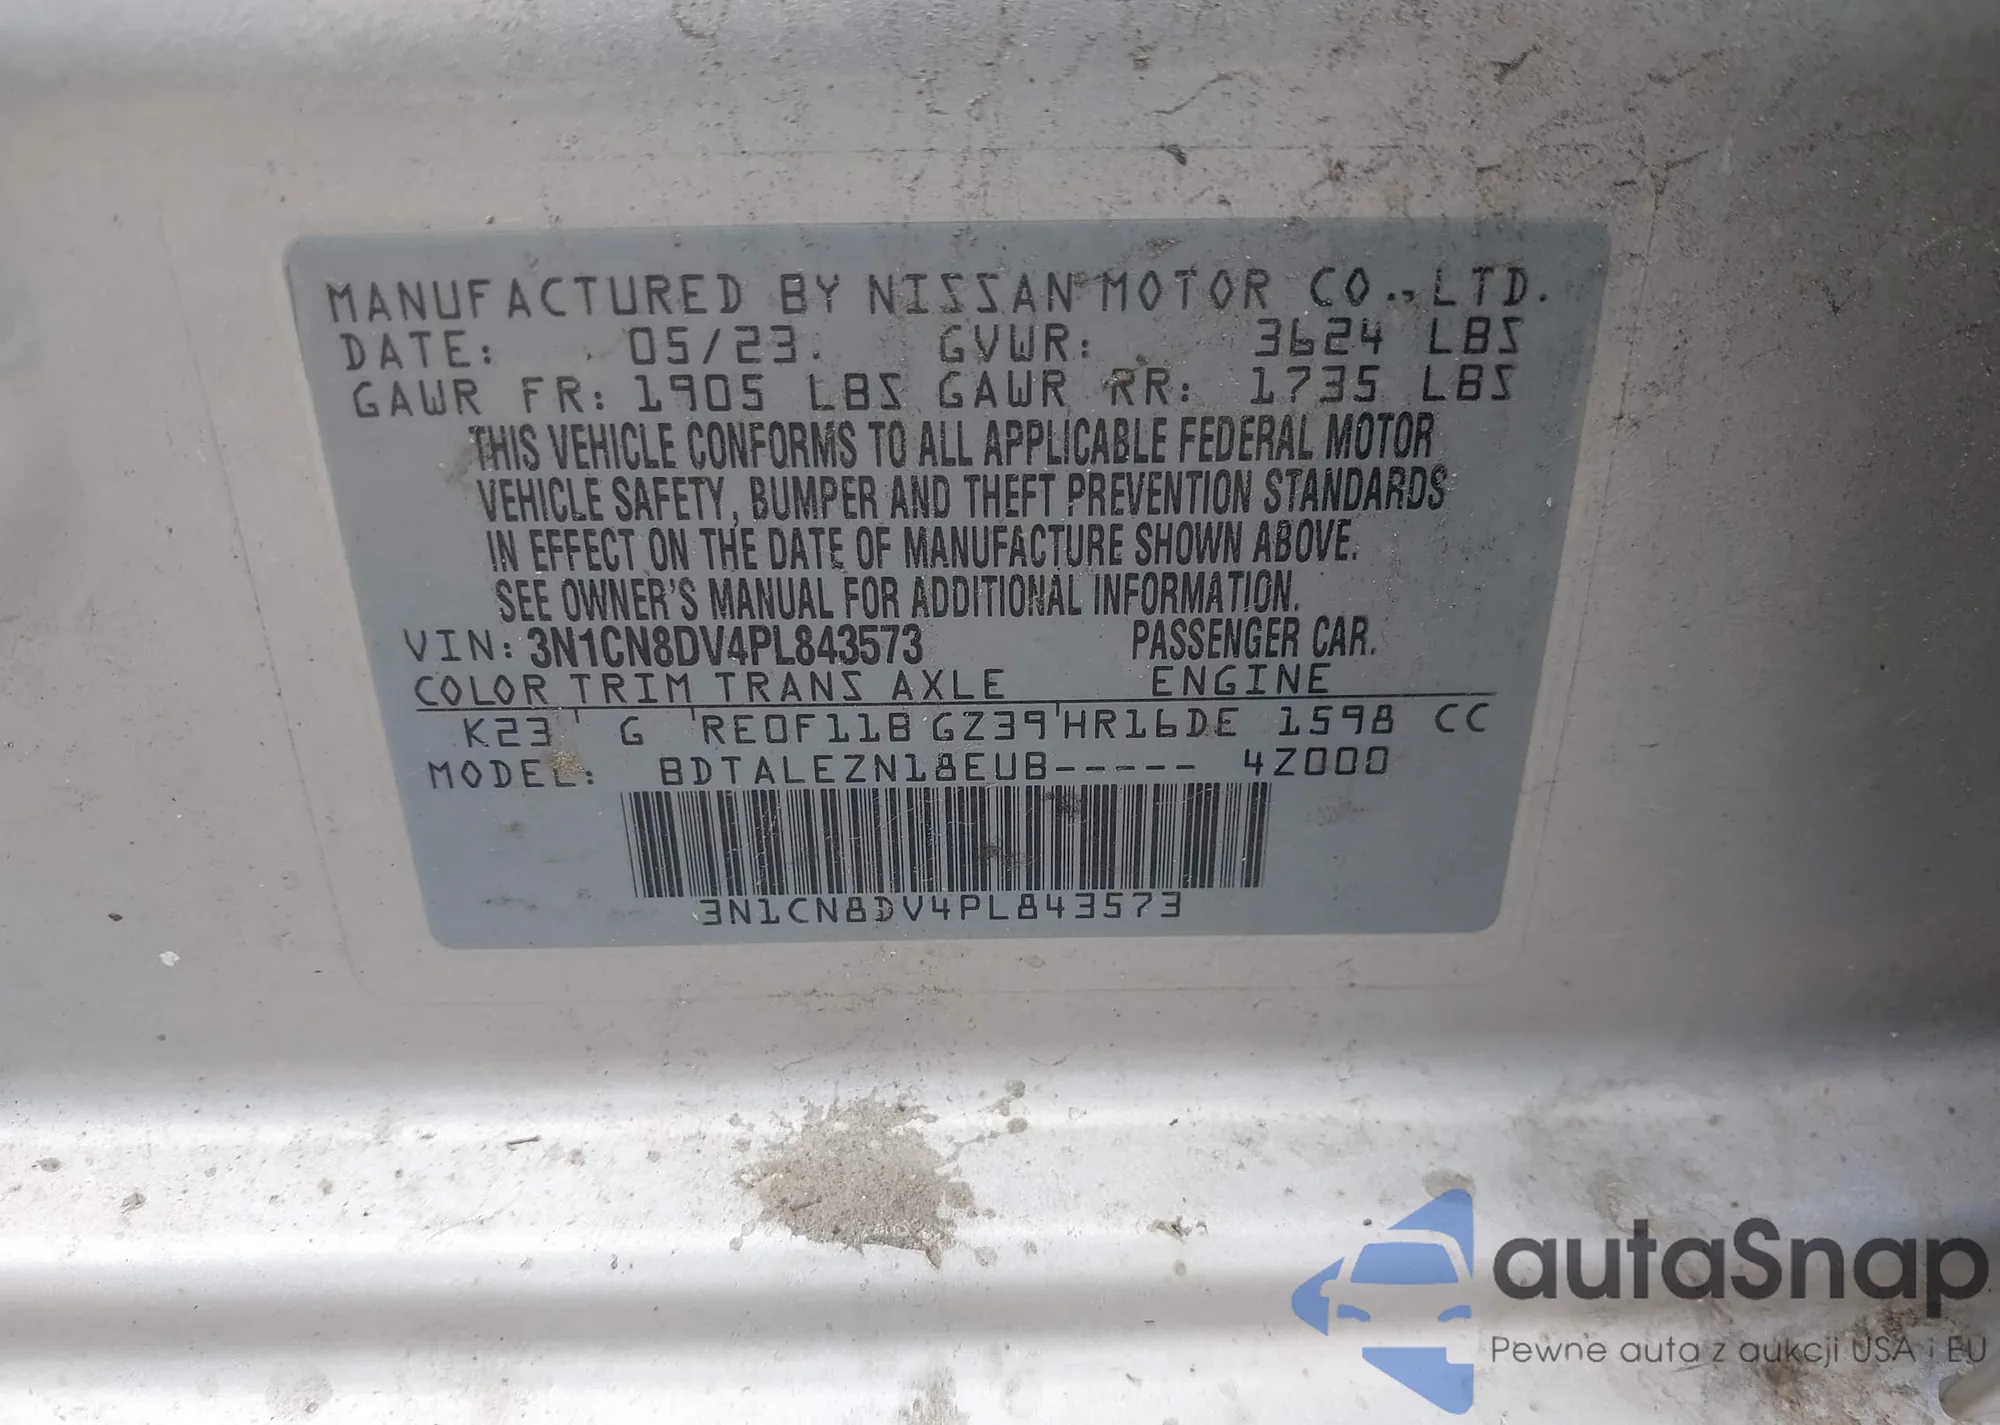 MANUFACTURED BY NISSAN MOTOR CO., LTD.
DATE: 05/23. GVWR: 3624 LBS
GAWR FR: 1905 LBS GAWR RR: 1735 LBS
THIS VEHICLE CONFORMS TO ALL APPLICABLE FEDERAL MOTOR
VEHICLE SAFETY, BUMPER AND THEFT PREVENTION STANDARDS
IN EFFECT ON THE DATE OF MANUFACTURE SHOWN ABOVE.
SEE OWNER'S MANUAL FOR ADDITIONAL INFORMATION.
VIN: 3N1CN8DV4PL843573 PASSENGER CAR.
COLOR TRIM TRANS AXLE ENGINE
K23 G RE0F11B GZ39 HR16DE 1598 CC
MODEL: BDTALEZN18EUB----- 4Z000
3N1CN8DV4PL843573
autaSnap
Pewne auta z aukcji USA i EU